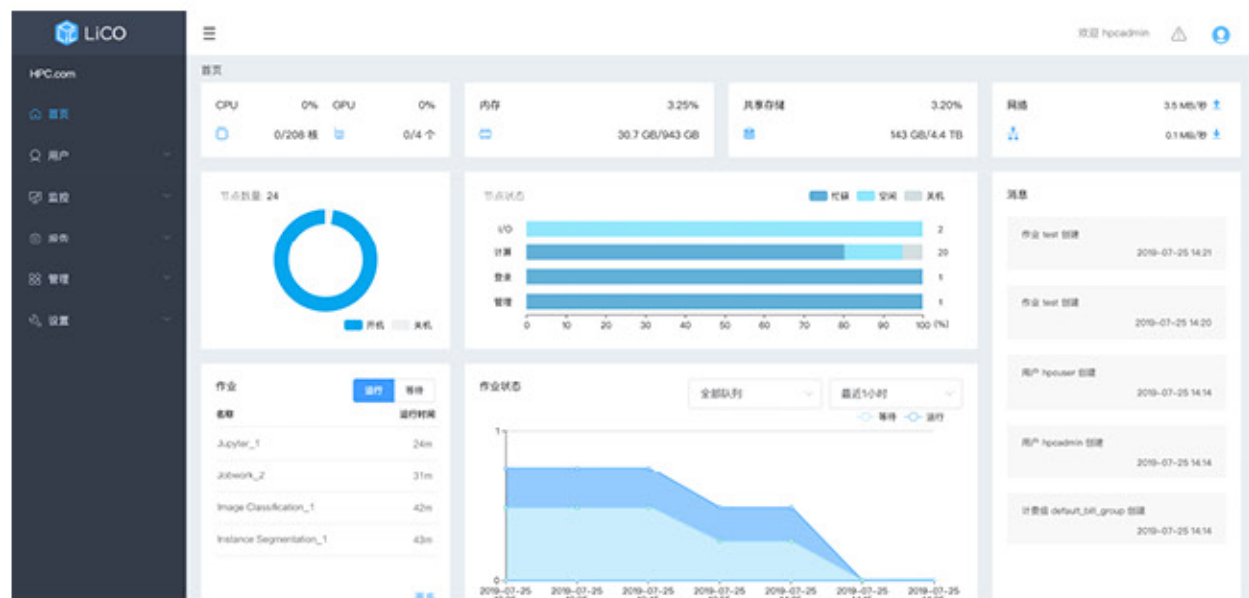 LiCO
欢迎 hpcadmin
HPC.com
首页
用户
监控
报告
管理
设置
首页
CPU 0% GPU 0%
0/208 核 0/4 个
内存 3.25%
30.7 GB/943 GB
共享存储 3.20%
143 GB/4.4 TB
网络 3.5 MB/秒
0.1 MB/秒
节点数量: 24
开机 关机
节点状态
忙碌 空闲 关机
I/O 2
计算 20
登录 1
管理 1
0 10 20 30 40 50 60 70 80 90 100 (%)
消息
作业 test 创建
2019-07-25 14:21
作业 test 创建
2019-07-25 14:20
用户 hpcuser 创建
2019-07-25 14:14
用户 hpcadmin 创建
2019-07-25 14:14
计费组 default_bill_group 创建
2019-07-25 14:14
作业 运行 等待
名称 运行时间
Jupyter_1 24m
Jobwork_2 31m
Image Classification_1 42m
Instance Segmentation_1 43m
更多
作业状态 全部队列 最近1小时
等待 运行
1
0
2019-07-25 2019-07-25 2019-07-25 2019-07-25 2019-07-25 2019-07-25 2019-07-25